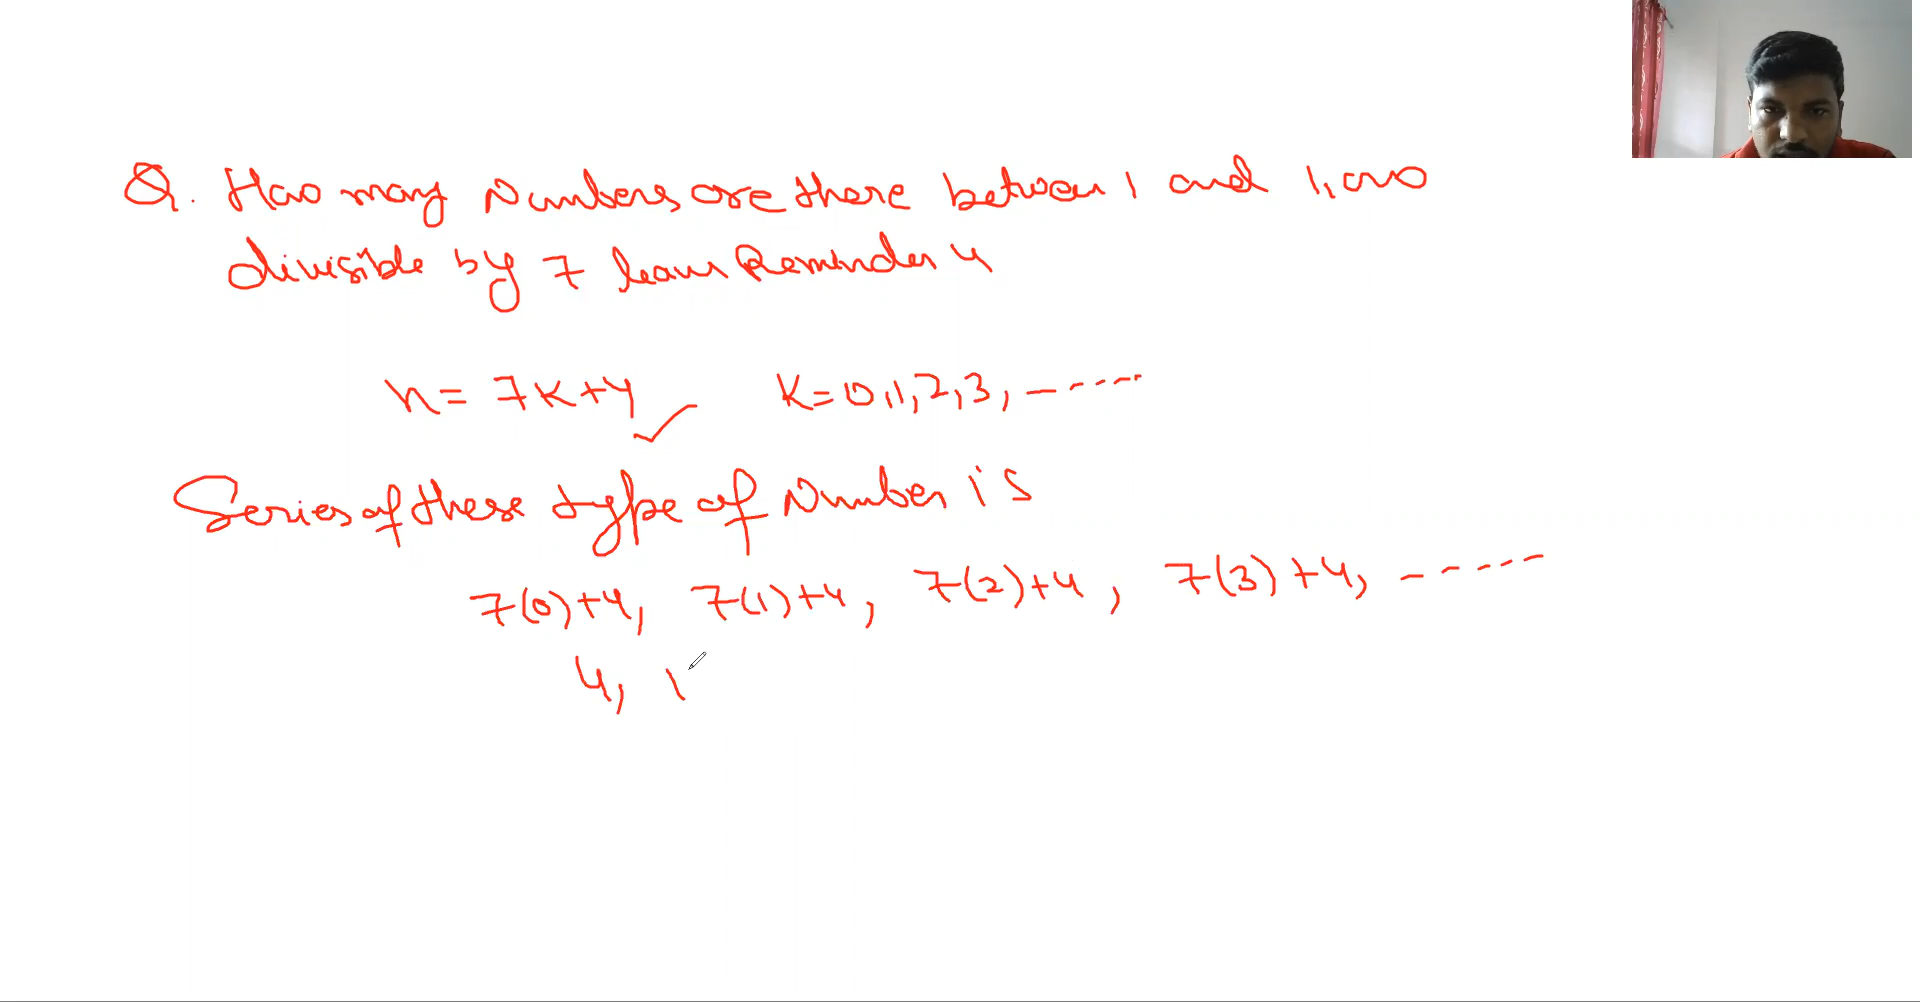 Q. How many Numbers are there between 1 and 1,000
divisible by 7 leave Reminder 4
n = 7K+4 K=0,1,2,3, ------
Series of these type of Number is
7(0)+4, 7(1)+4, 7(2)+4, 7(3)+4, ------
4, 1